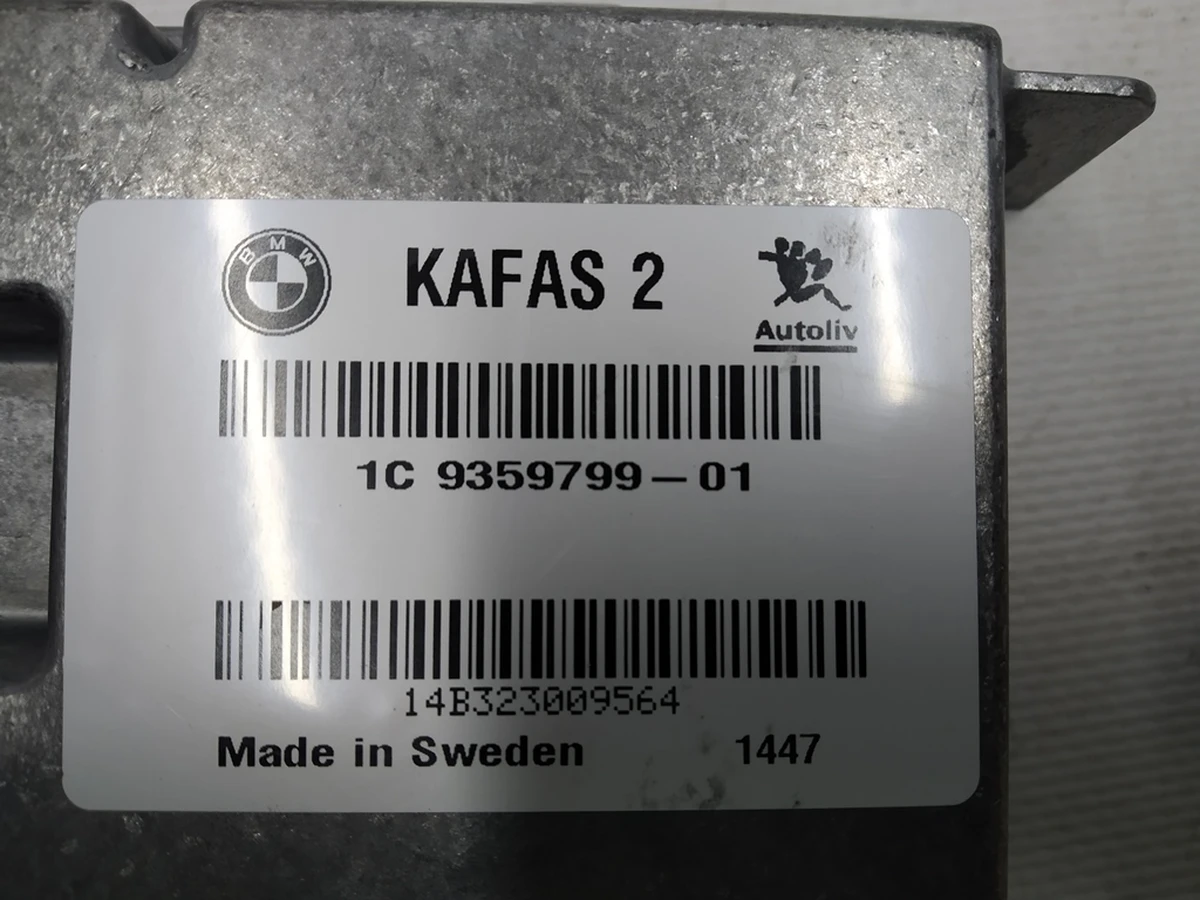 BMW
KAFAS 2
Autoliv
1C 9359799-01
14B323009564
Made in Sweden 1447